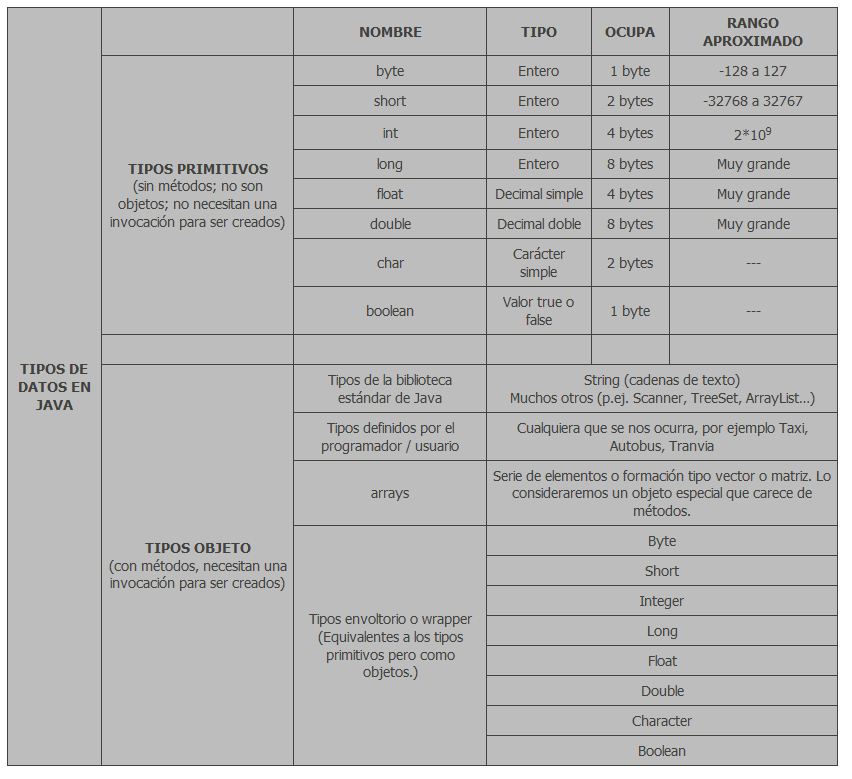 NOMBRE
TIPO
OCUPA
RANGO
APROXIMADO
TIPOS DE
DATOS EN
JAVA
TIPOS PRIMITIVOS
(sin métodos; no son
objetos; no necesitan una
invocación para ser creados)
byte
Entero
1 byte
-128 a 127
short
Entero
2 bytes
-32768 a 32767
int
Entero
4 bytes
2*10⁹
long
Entero
8 bytes
Muy grande
float
Decimal simple
4 bytes
Muy grande
double
Decimal doble
8 bytes
Muy grande
char
Carácter
simple
2 bytes
---
boolean
Valor true o
false
1 byte
---
TIPOS OBJETO
(con métodos, necesitan una
invocación para ser creados)
Tipos de la biblioteca
estándar de Java
String (cadenas de texto)
Muchos otros (p.ej. Scanner, TreeSet, ArrayList…)
Tipos definidos por el
programador / usuario
Cualquiera que se nos ocurra, por ejemplo Taxi,
Autobus, Tranvia
arrays
Serie de elementos o formación tipo vector o matriz. Lo
consideraremos un objeto especial que carece de
métodos.
Tipos envoltorio o wrapper
(Equivalentes a los tipos
primitivos pero como
objetos.)
Byte
Short
Integer
Long
Float
Double
Character
Boolean